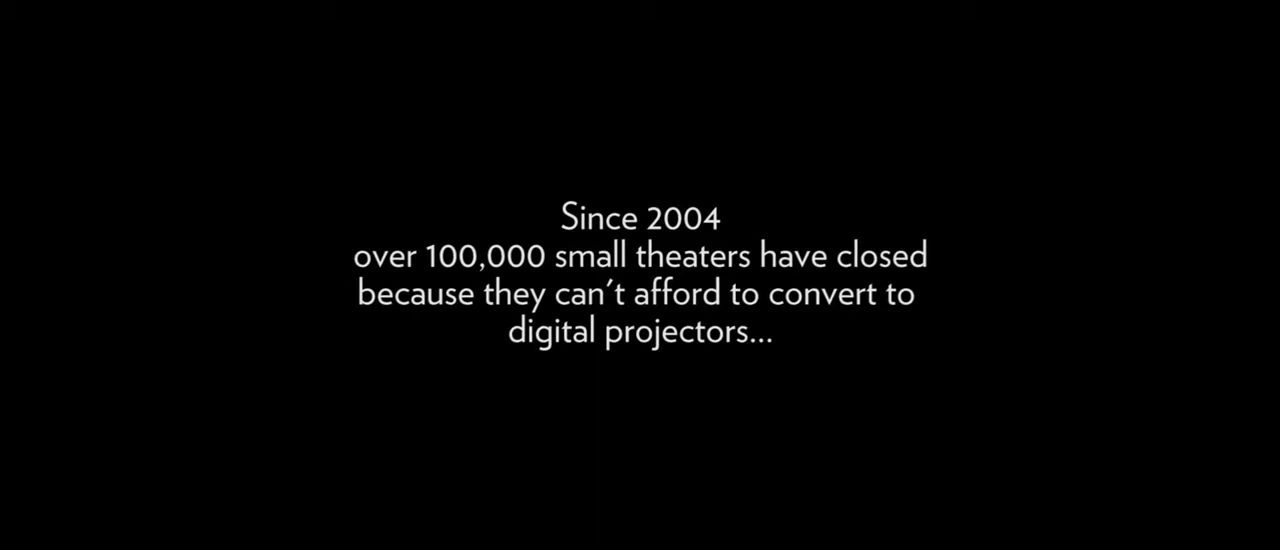 Since 2004
over 100,000 small theaters have closed
because they can't afford to convert to
digital projectors...